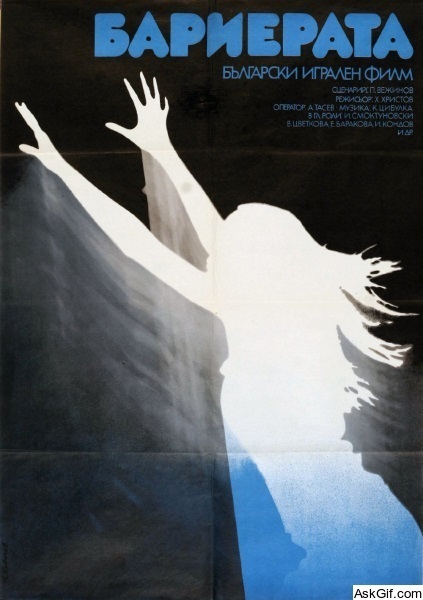 БАРИЕРАТА
БЪЛГАРСКИ ИГРАЛЕН ФИЛМ
СЦЕНАРИЙ: П. ВЕЖИНОВ
РЕЖИСЬОР: Х. ХРИСТОВ
ОПЕРАТОР: А. ТАСЕВ · МУЗИКА: К. ЦИБУЛКА
В ГЛ. РОЛИ: И. СМОКТУНОВСКИ
В. ЦВЕТКОВА, Е. БАРАКОВА, И. КОНДОВ
И ДР.
AskGif.com